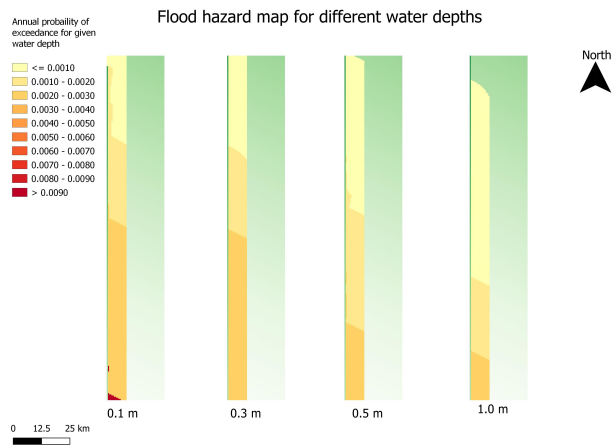 Flood hazard map for different water depths
Annual probaility of
exceedance for given
water depth
<= 0.0010
0.0010 - 0.0020
0.0020 - 0.0030
0.0030 - 0.0040
0.0040 - 0.0050
0.0050 - 0.0060
0.0060 - 0.0070
0.0070 - 0.0080
0.0080 - 0.0090
> 0.0090
North
0.1 m
0.3 m
0.5 m
1.0 m
0 12.5 25 km